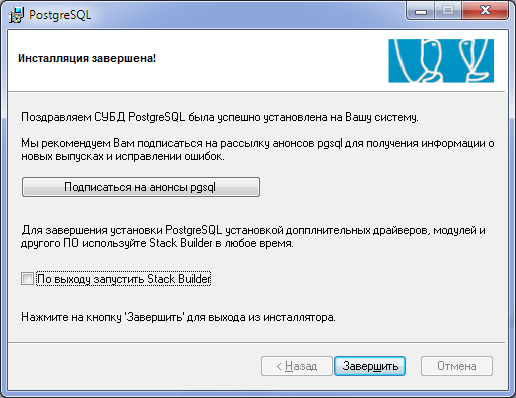 PostgreSQL
Инсталляция завершена!
Поздравляем СУБД PostgreSQL была успешно установлена на Вашу систему.
Мы рекомендуем Вам подписаться на рассылку анонсов pgsql для получения информации о
новых выпусках и исправлении ошибок.
Подписаться на анонсы pgsql
Для завершения установки PostgreSQL установкой допплнительных драйверов, модулей и
другого ПО используйте Stack Builder в любое время.
По выходу запустить Stack Builder
Нажмите на кнопку 'Завершить' для выхода из инсталлятора.
< Назад Завершить Отмена